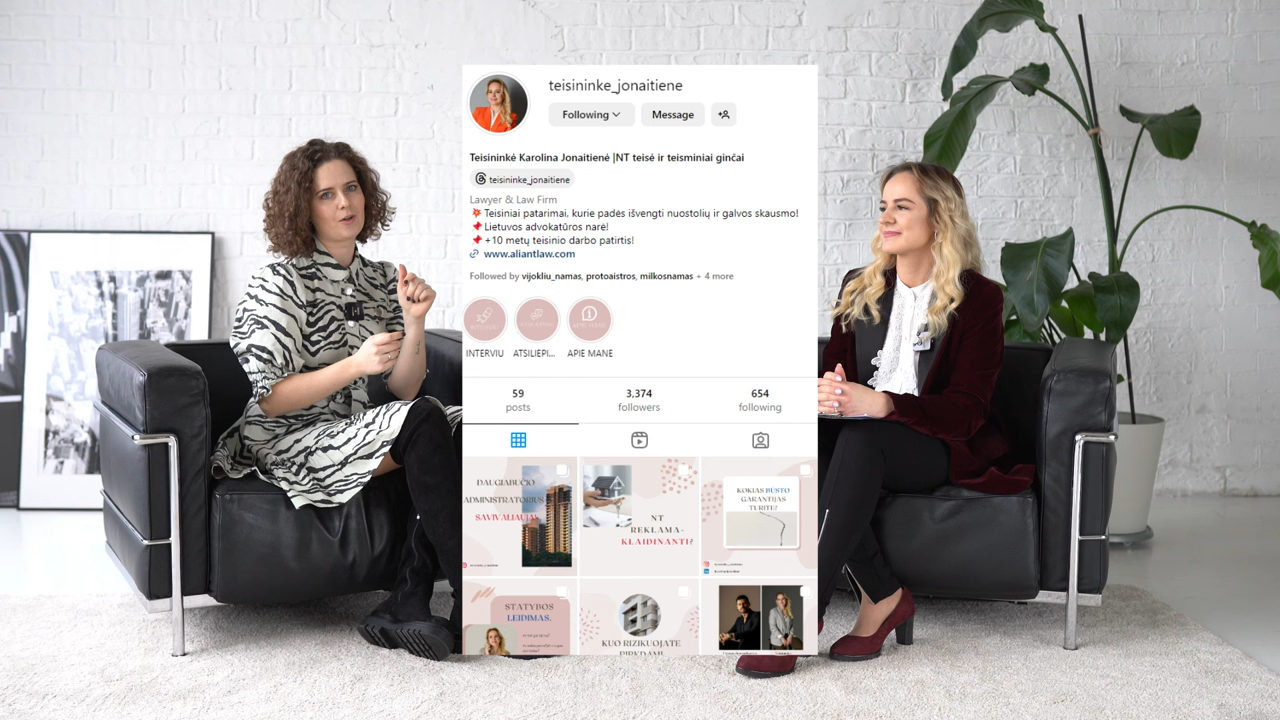 teisininke_jonaitiene
Following
Message
Teisininkė Karolina Jonaitienė |NT teisė ir teisminiai ginčai
teisininke_jonaitiene
Lawyer & Law Firm
💥 Teisiniai patarimai, kurie padės išvengti nuostolių ir galvos skausmo!
📌 Lietuvos advokatūros narė!
📌 +10 metų teisinio darbo patirtis!
www.aliantlaw.com
Followed by vijokliu_namas, protoaistros, milkosnamas + 4 more
INTERVIU
ATSILIEPI...
APIE MANE
59
posts
3,374
followers
654
following
DAUGIABUČIO
ADMINISTRATORIUS
SAVIVALIAUJA?
NT
REKLAMA-
KLAIDINANTI?
KOKIAS BŪSTO
GARANTIJAS
TURITE?
STATYBOS
LEIDIMAS.
KUO RIZIKUOJATE
PIRKDAMI